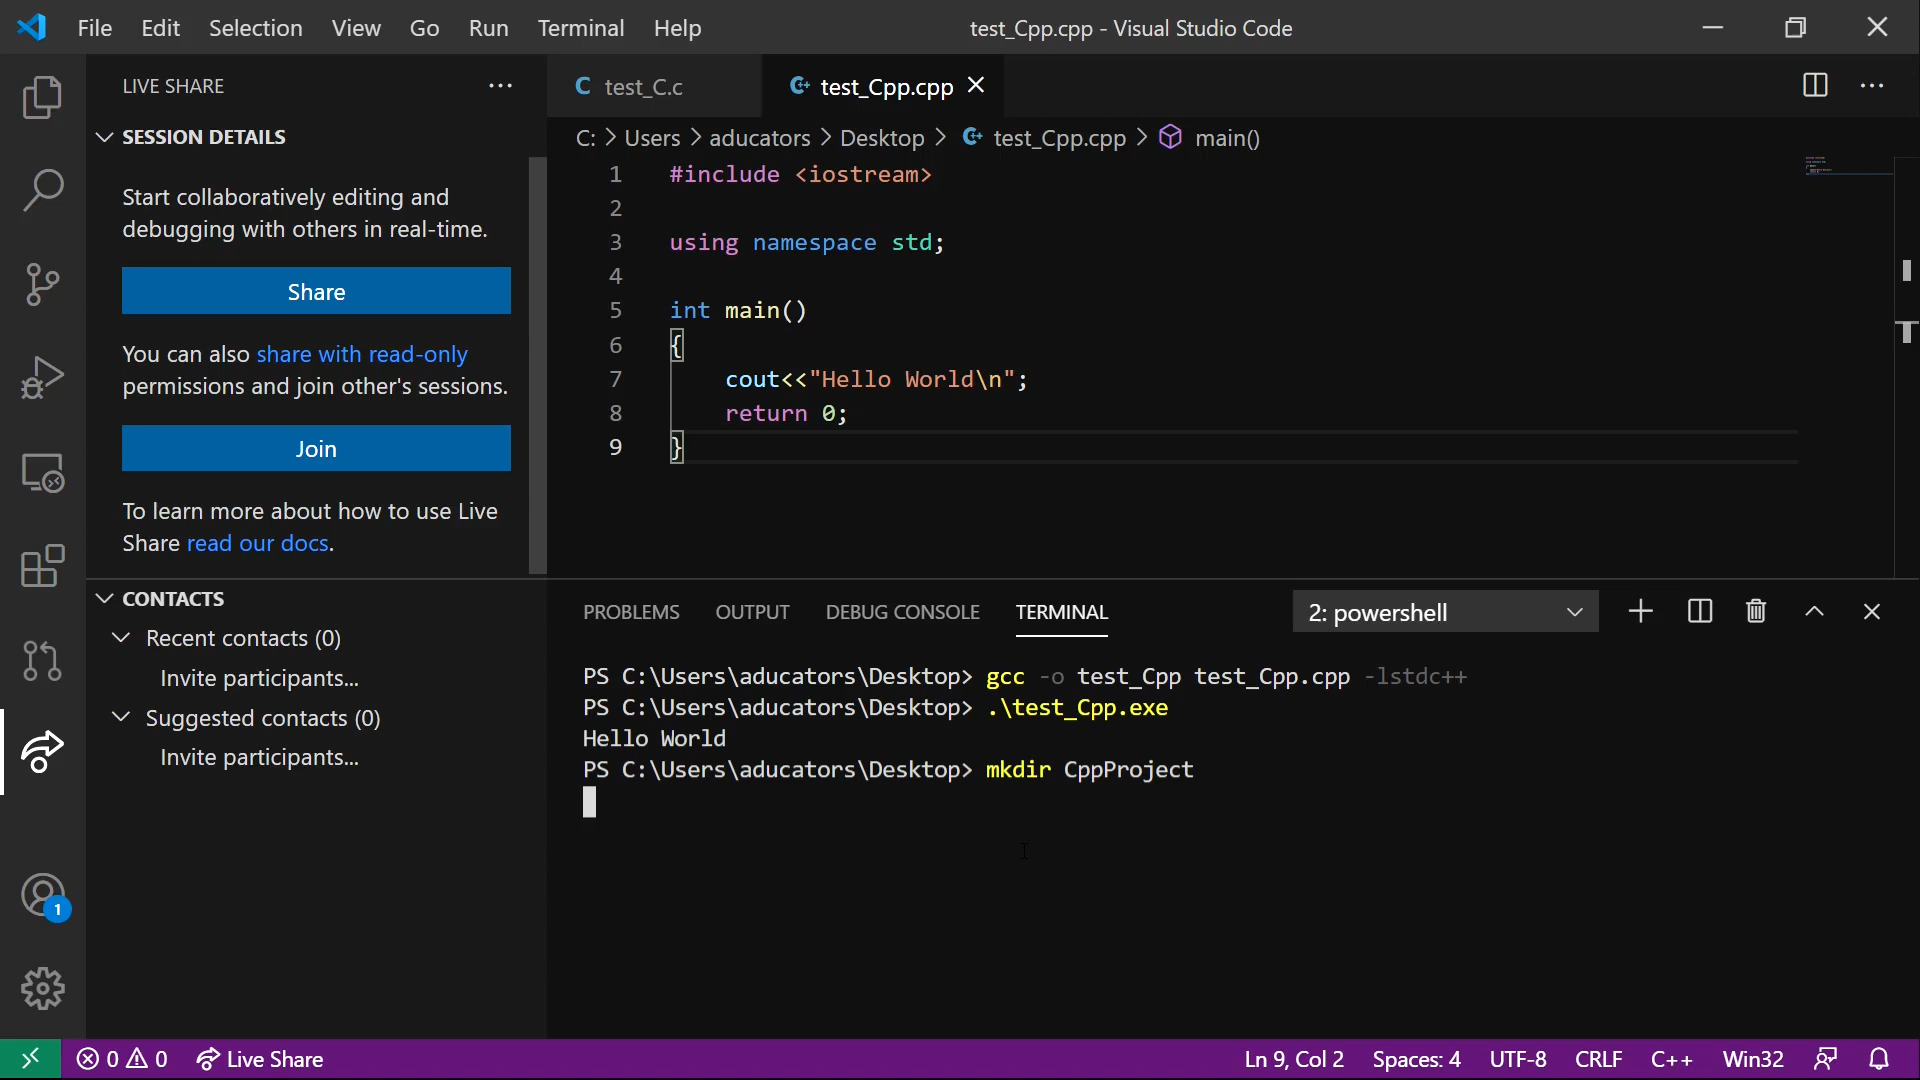 File Edit Selection View Go Run Terminal Help
test_Cpp.cpp - Visual Studio Code
LIVE SHARE
SESSION DETAILS
Start collaboratively editing and
debugging with others in real-time.
Share
You can also share with read-only
permissions and join other's sessions.
Join
To learn more about how to use Live
Share read our docs.
CONTACTS
Recent contacts (0)
Invite participants...
Suggested contacts (0)
Invite participants...
1
test_C.c
test_Cpp.cpp
C: > Users > aducators > Desktop > test_Cpp.cpp > main()
1 #include <iostream>
2
3 using namespace std;
4
5 int main()
6 {
7 cout<<"Hello World\n";
8 return 0;
9 }
PROBLEMS OUTPUT DEBUG CONSOLE TERMINAL
2: powershell
PS C:\Users\aducators\Desktop> gcc -o test_Cpp test_Cpp.cpp -lstdc++
PS C:\Users\aducators\Desktop> .\test_Cpp.exe
Hello World
PS C:\Users\aducators\Desktop> mkdir CppProject
0 0 Live Share
Ln 9, Col 2 Spaces: 4 UTF-8 CRLF C++ Win32